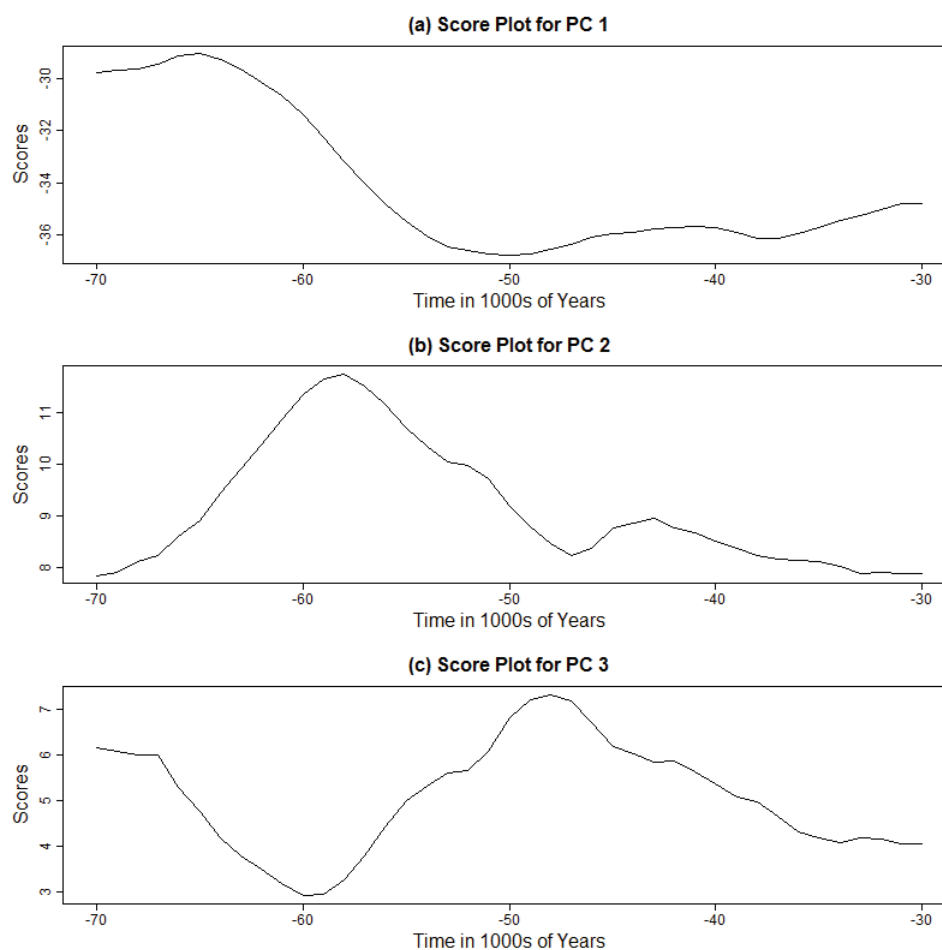 (a) Score Plot for PC 1
Scores
-30
-32
-34
-36
-70 -60 -50 -40 -30
Time in 1000s of Years
(b) Score Plot for PC 2
Scores
11
10
9
8
-70 -60 -50 -40 -30
Time in 1000s of Years
(c) Score Plot for PC 3
Scores
7
6
5
4
3
-70 -60 -50 -40 -30
Time in 1000s of Years